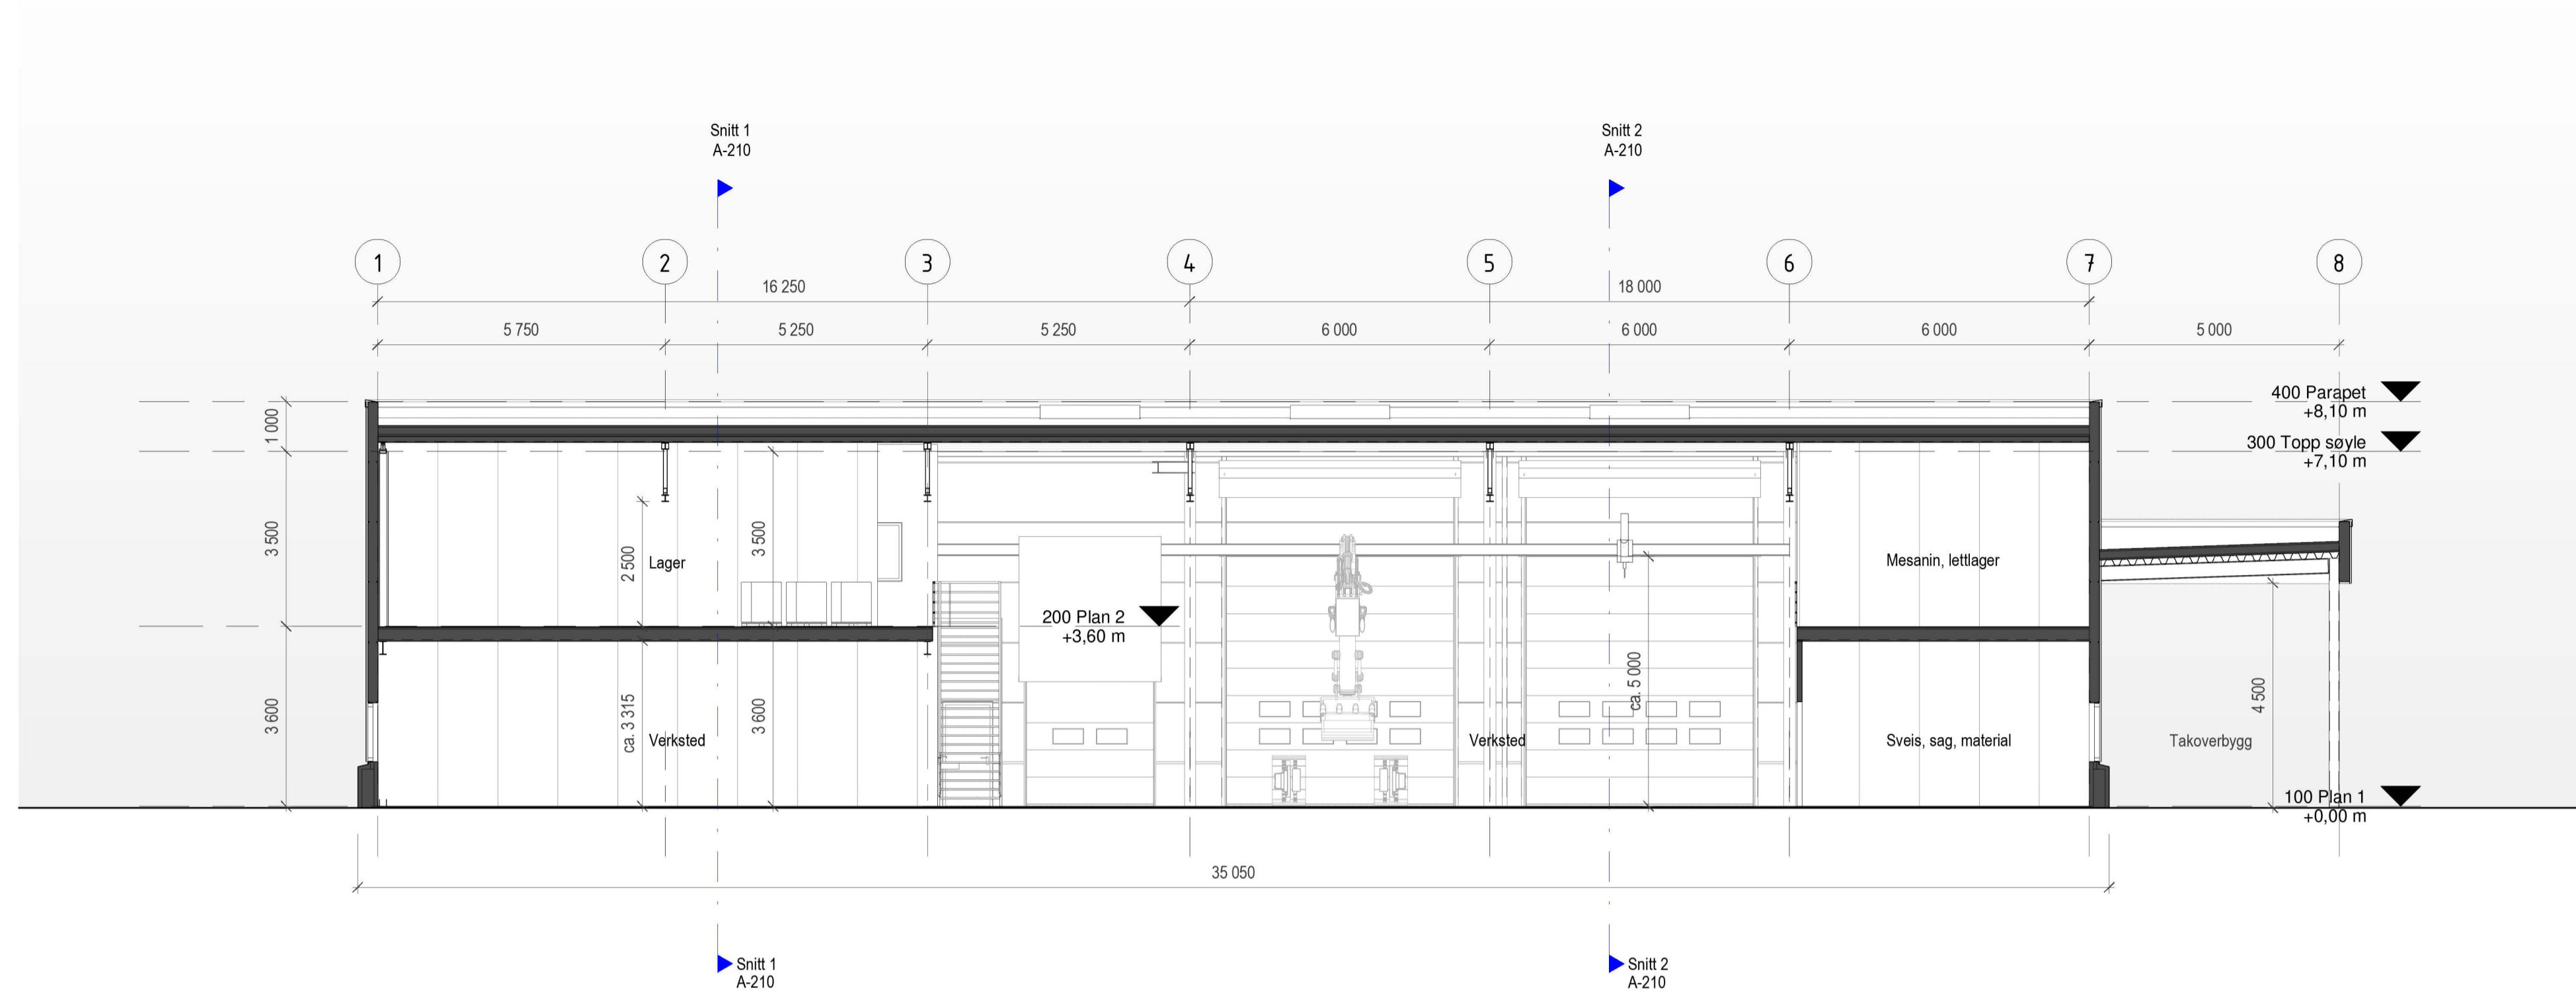 Snitt 1
A-210
Snitt 2
A-210
1 2 3 4 5 6 7 8
16 250 18 000
5 750 5 250 5 250 6 000 6 000 6 000 5 000
400 Parapet
+8,10 m
1 000
300 Topp søyle
+7,10 m
3 500
2 500
Lager
3 500
Mesanin, lettlager
200 Plan 2
+3,60 m
3 600
ca. 3 315
Verksted
3 600
Verksted
ca. 5 000
Sveis, sag, material
Takoverbygg
4 500
100 Plan 1
+0,00 m
35 050
Snitt 1
A-210
Snitt 2
A-210